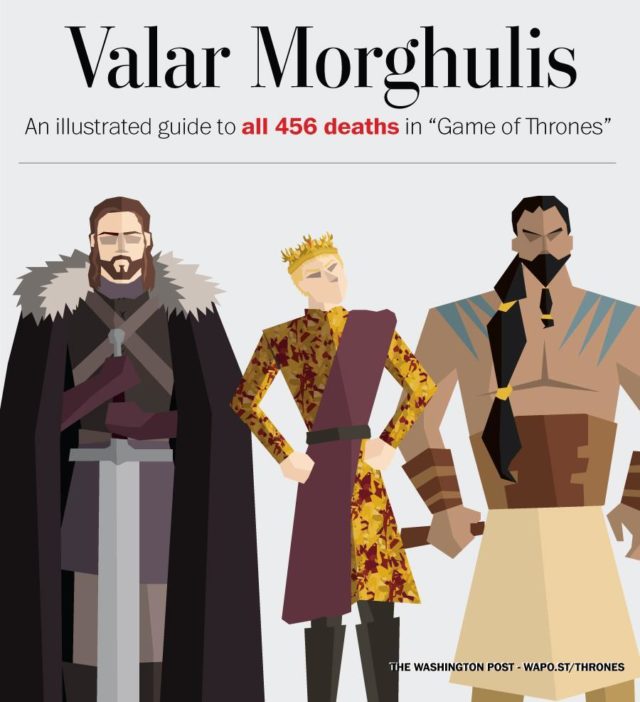 Valar Morghulis
An illustrated guide to all 456 deaths in “Game of Thrones”
THE WASHINGTON POST - WAPO.ST/THRONES